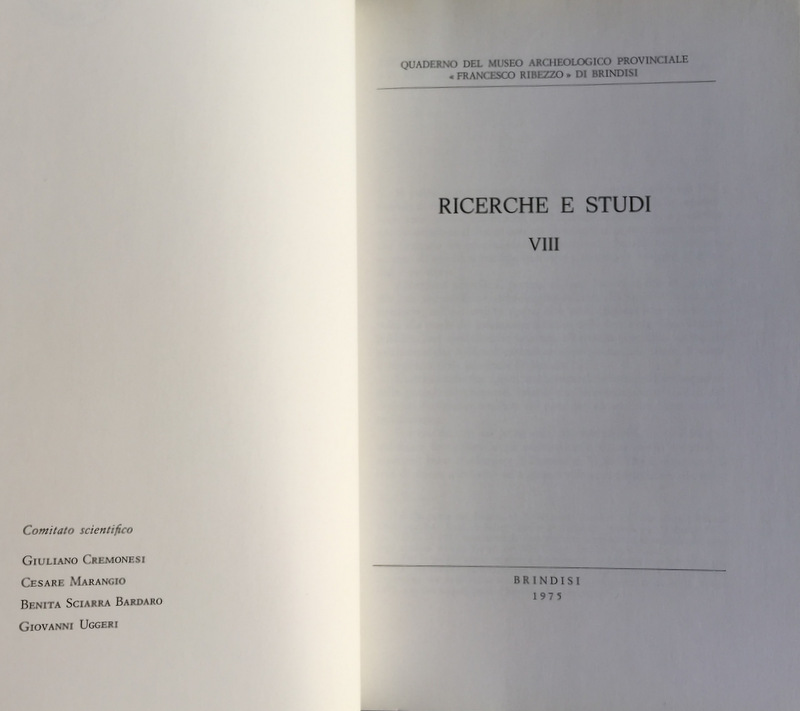 Comitato scientifico
GIULIANO CREMONESI
CESARE MARANGIO
BENITA SCIARRA BARDARO
GIOVANNI UGGERI
QUADERNO DEL MUSEO ARCHEOLOGICO PROVINCIALE
« FRANCESCO RIBEZZO » DI BRINDISI
RICERCHE E STUDI
VIII
BRINDISI
1975